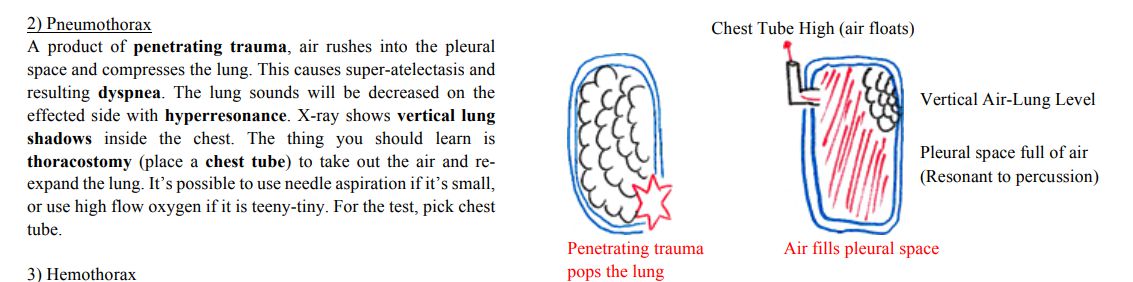 2) Pneumothorax
A product of penetrating trauma, air rushes into the pleural
space and compresses the lung. This causes super-atelectasis and
resulting dyspnea. The lung sounds will be decreased on the
effected side with hyperresonance. X-ray shows vertical lung
shadows inside the chest. The thing you should learn is
thoracostomy (place a chest tube) to take out the air and re-
expand the lung. It's possible to use needle aspiration if it's small,
or use high flow oxygen if it is teeny-tiny. For the test, pick chest
tube.
3) Hemothorax
Chest Tube High (air floats)
Vertical Air-Lung Level
Pleural space full of air
(Resonant to percussion)
Penetrating trauma
pops the lung
Air fills pleural space